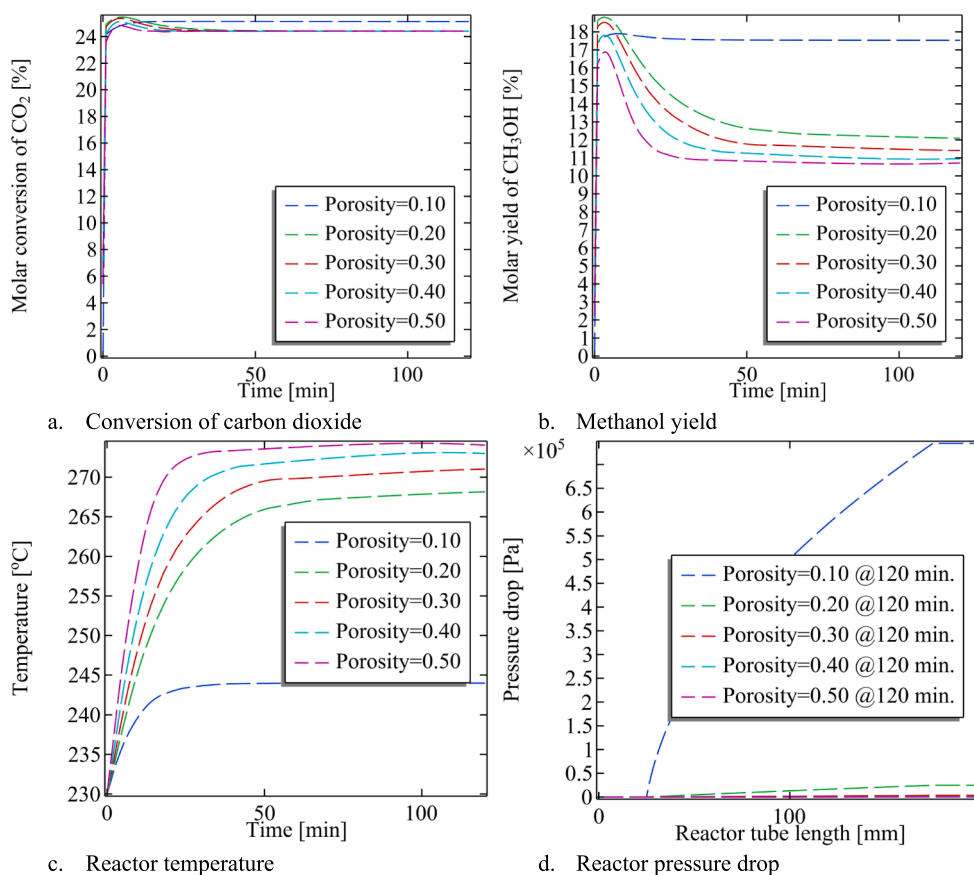 Molar conversion of CO₂ [%]
24
22
20
18
16
14
12
10
8
6
4
2
0
Porosity=0.10
Porosity=0.20
Porosity=0.30
Porosity=0.40
Porosity=0.50
0
50
100
Time [min]
a. Conversion of carbon dioxide
Molar yield of CH₃OH [%]
18
17
16
15
14
13
12
11
10
9
8
7
6
5
4
3
2
1
0
Porosity=0.10
Porosity=0.20
Porosity=0.30
Porosity=0.40
Porosity=0.50
0
50
100
Time [min]
b. Methanol yield
Temperature [ºC]
270
265
260
255
250
245
240
235
230
Porosity=0.10
Porosity=0.20
Porosity=0.30
Porosity=0.40
Porosity=0.50
0
50
100
Time [min]
c. Reactor temperature
×10⁵
Pressure drop [Pa]
6.5
6
5.5
5
4.5
4
3.5
3
2.5
2
1.5
1
0.5
0
Porosity=0.10 @120 min.
Porosity=0.20 @120 min.
Porosity=0.30 @120 min.
Porosity=0.40 @120 min.
Porosity=0.50 @120 min.
0
100
Reactor tube length [mm]
d. Reactor pressure drop